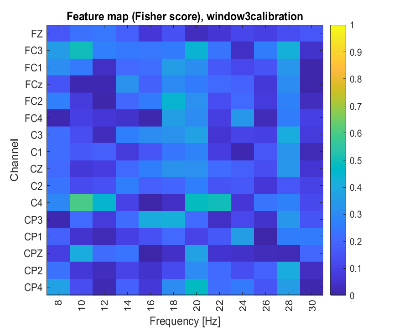 Feature map (Fisher score), window3calibration
FZ
FC3
FC1
FCz
FC2
FC4
C3
C1
CZ
C2
C4
CP3
CP1
CPZ
CP2
CP4
Channel
8 10 12 14 16 18 20 22 24 26 28 30
Frequency [Hz]
1
0.9
0.8
0.7
0.6
0.5
0.4
0.3
0.2
0.1
0